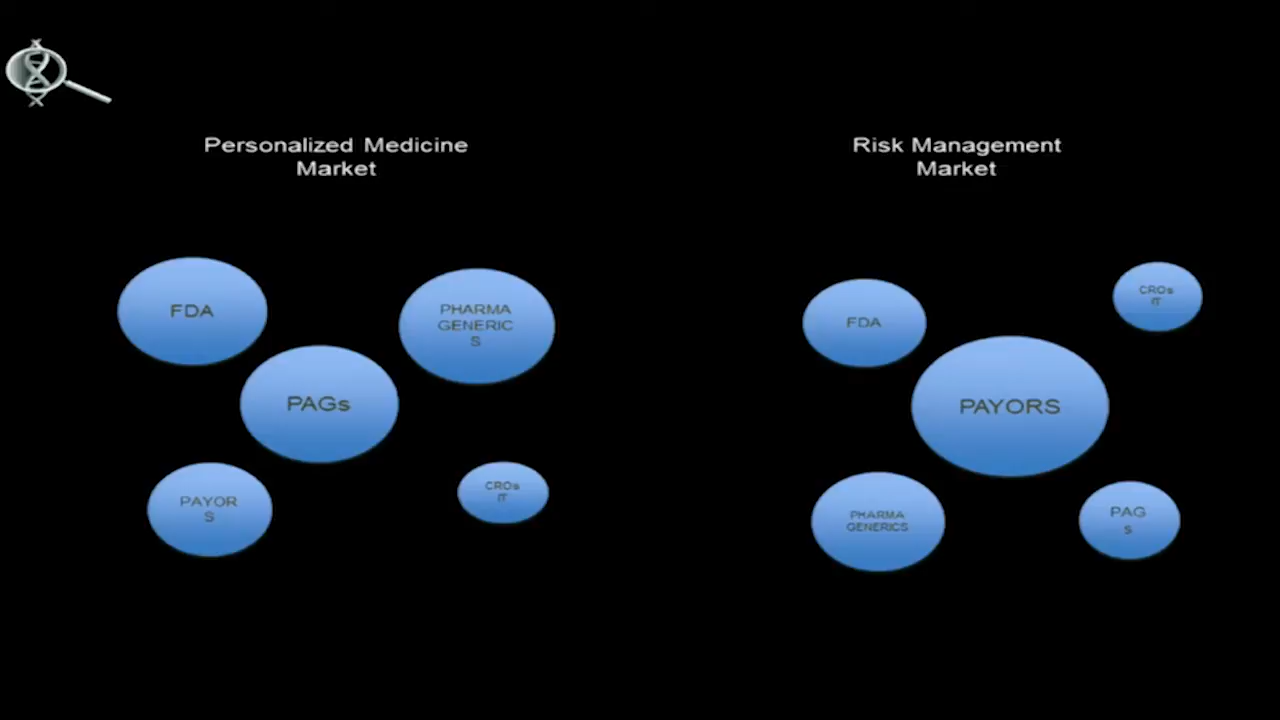 Personalized Medicine
Market
FDA
PHARMA
GENERIC
S
PAGs
PAYOR
S
CROs
IT
Risk Management
Market
FDA
CROs
IT
PAYORS
PHARMA
GENERICS
PAG
s